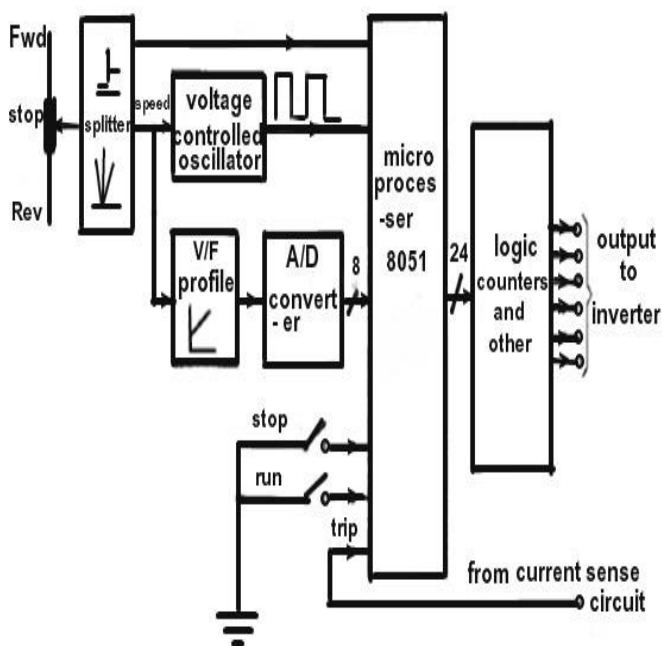 Fwd
stop
Rev
splitter
speed
voltage
controlled
oscillator
V/F
profile
A/D
convert
-er
8
micro
proces
-ser
8051
24
logic
counters
and
other
output
to
inverter
stop
run
trip
from current sense
circuit